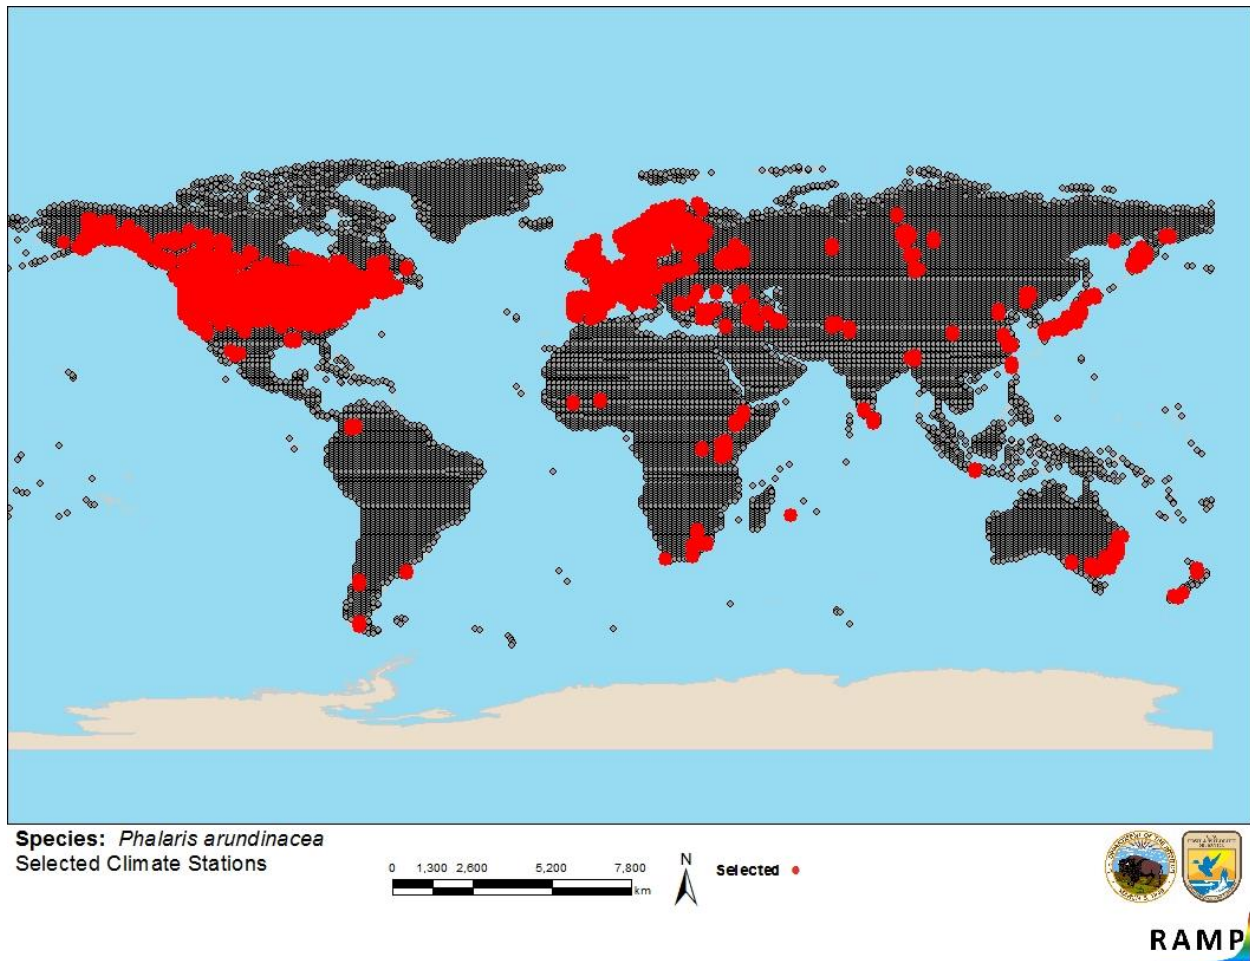 Species: Phalaris arundinacea
Selected Climate Stations
0 1,300 2,600 5,200 7,800
km
N
Selected
RAMP